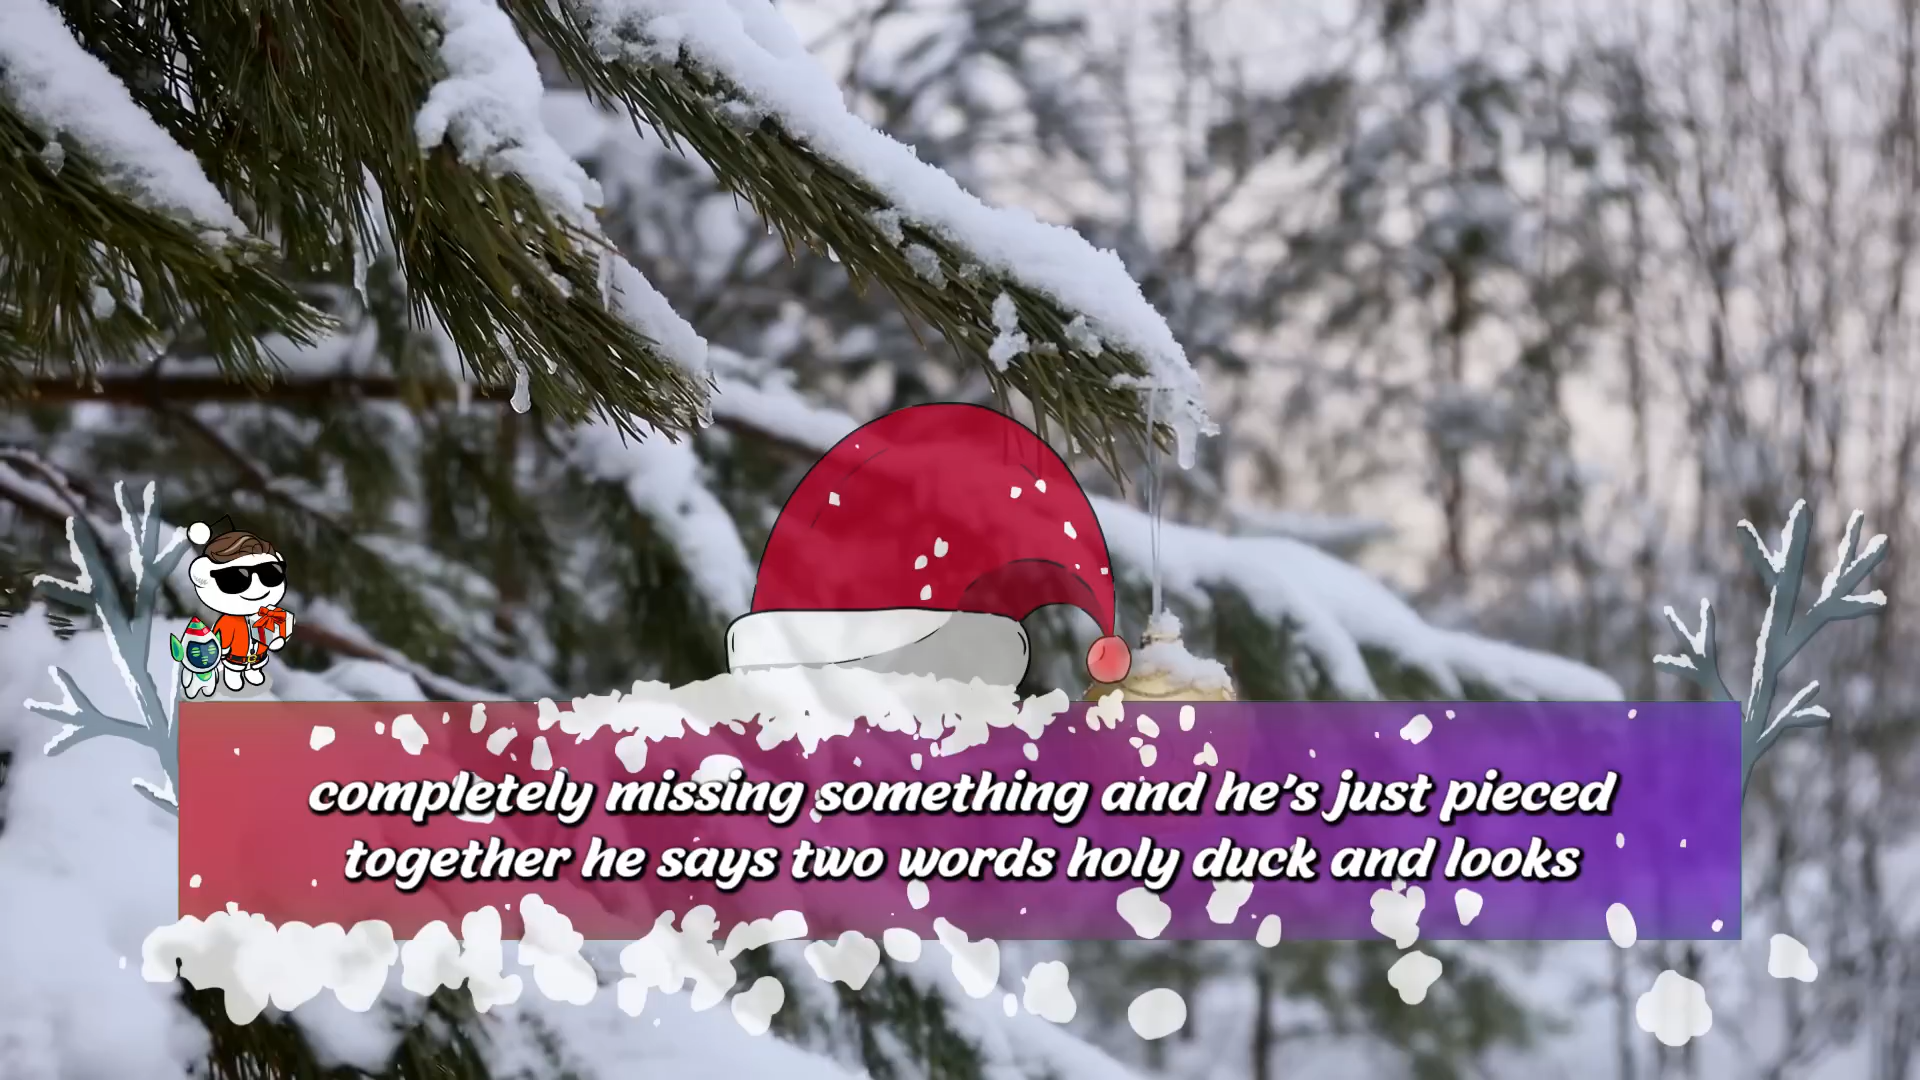 completely missing something and he's just pieced
together he says two words holy duck and looks